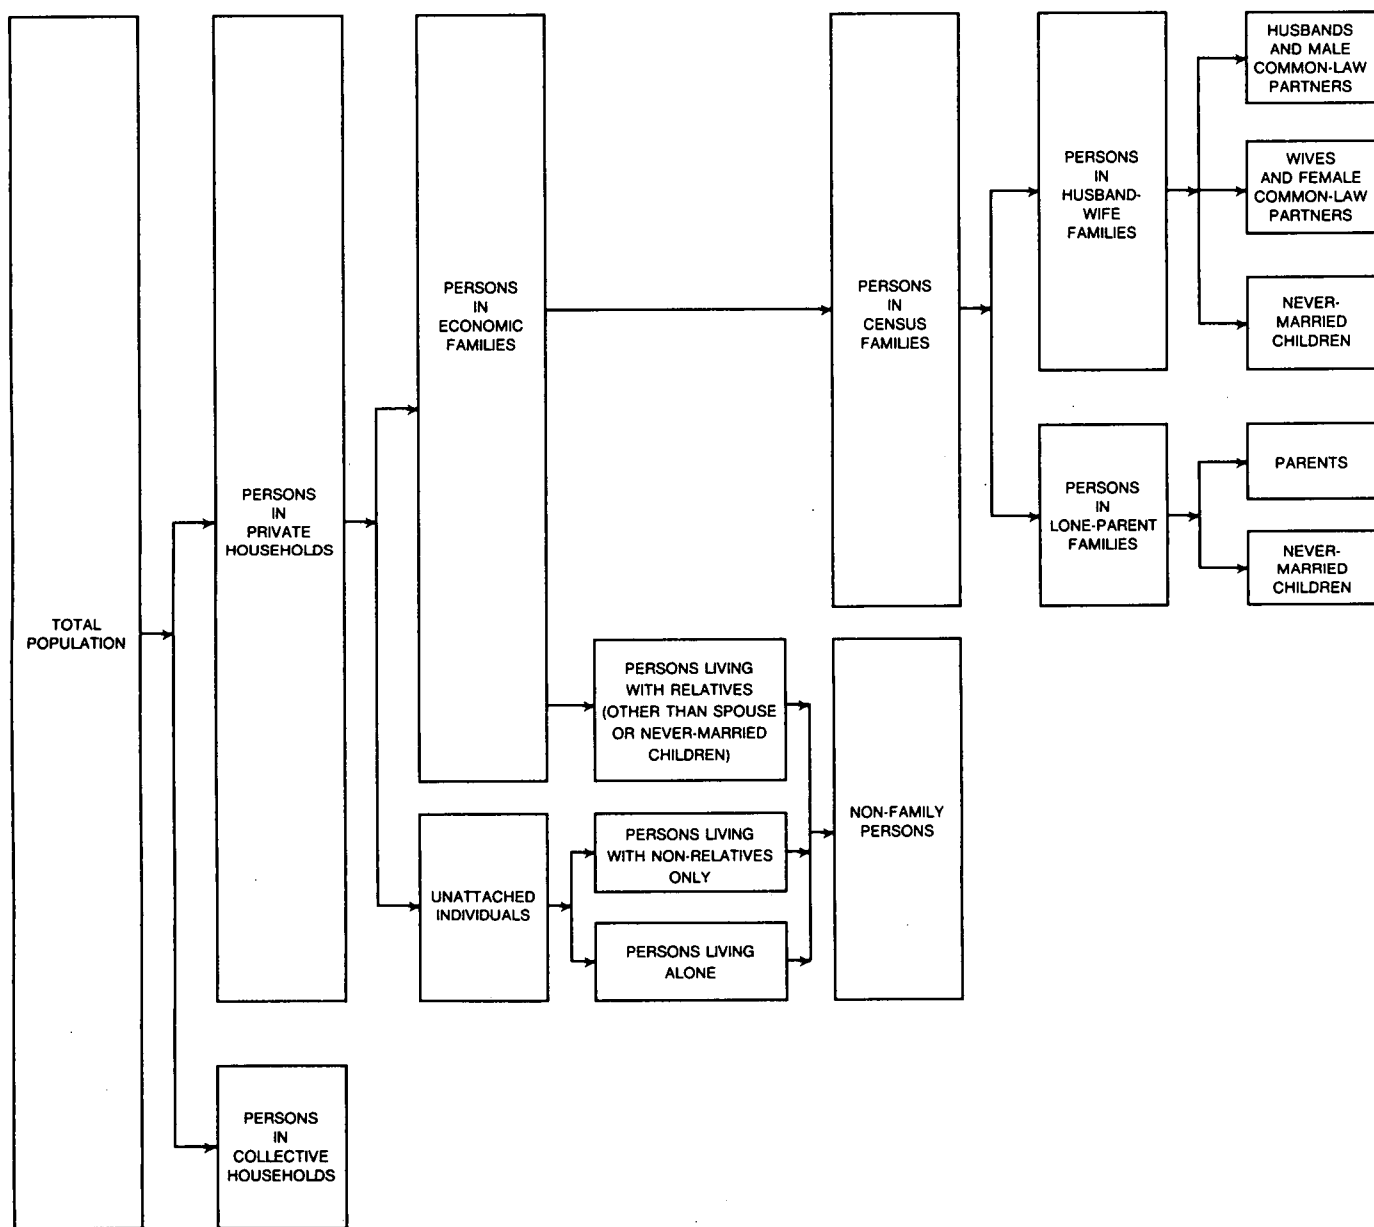 TOTAL
POPULATION
PERSONS
IN
PRIVATE
HOUSEHOLDS
PERSONS
IN
COLLECTIVE
HOUSEHOLDS
PERSONS
IN
ECONOMIC
FAMILIES
UNATTACHED
INDIVIDUALS
PERSONS LIVING
WITH RELATIVES
(OTHER THAN SPOUSE
OR NEVER-MARRIED
CHILDREN)
PERSONS LIVING
WITH NON-RELATIVES
ONLY
PERSONS LIVING
ALONE
PERSONS
IN
CENSUS
FAMILIES
NON-FAMILY
PERSONS
PERSONS
IN
HUSBAND-
WIFE
FAMILIES
PERSONS
IN
LONE-PARENT
FAMILIES
HUSBANDS
AND MALE
COMMON-LAW
PARTNERS
WIVES
AND FEMALE
COMMON-LAW
PARTNERS
NEVER-
MARRIED
CHILDREN
PARENTS
NEVER-
MARRIED
CHILDREN